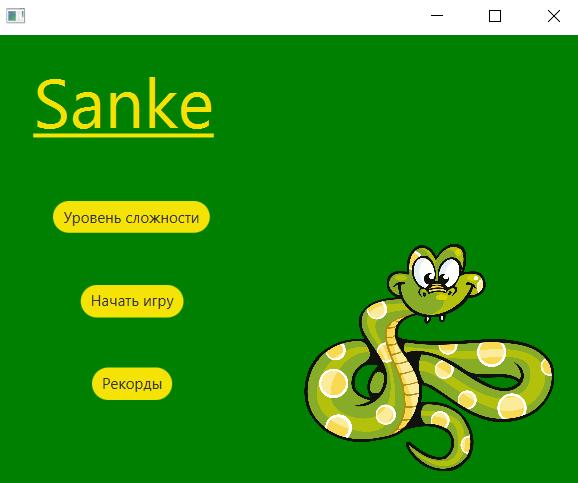 Sanke
Уровень сложности
Начать игру
Рекорды